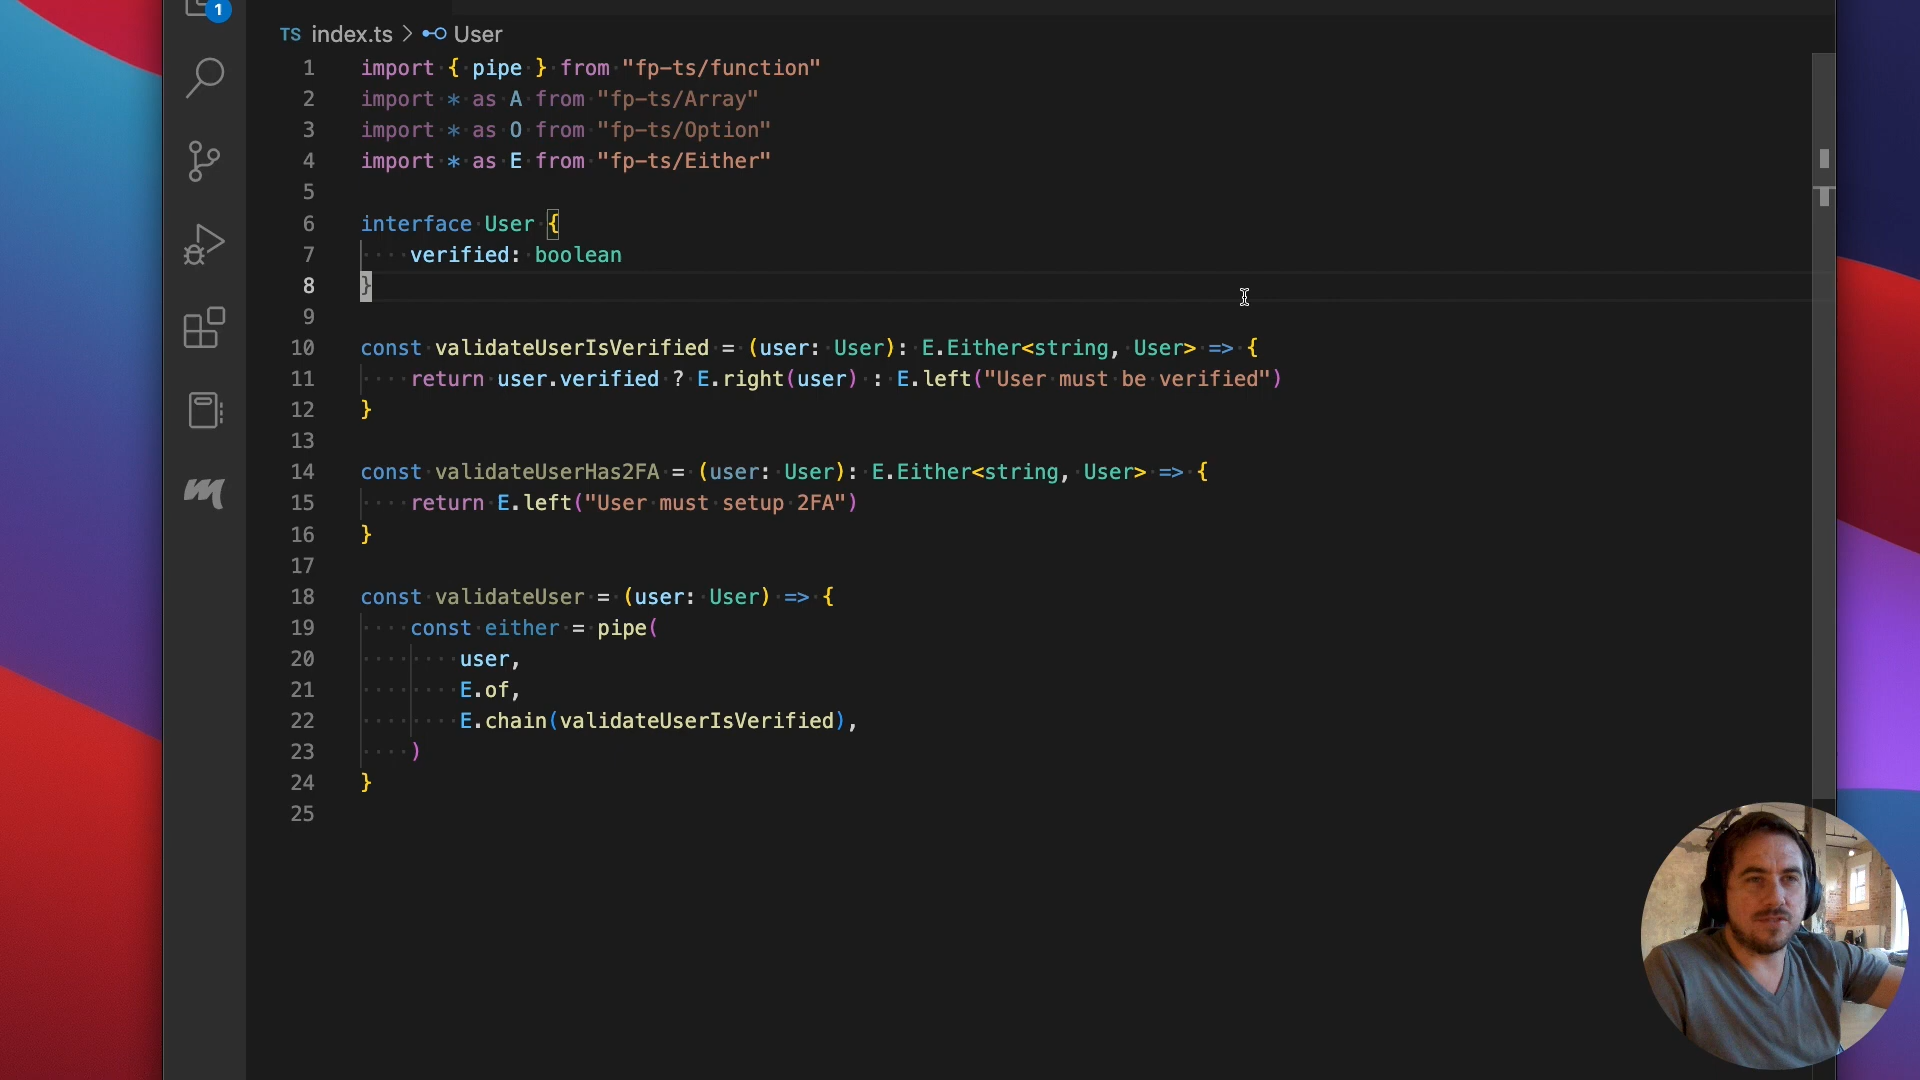 1
TS index.ts > User
1 import { pipe } from "fp-ts/function"
2 import * as A from "fp-ts/Array"
3 import * as O from "fp-ts/Option"
4 import * as E from "fp-ts/Either"
5
6 interface User {
7     verified: boolean
8 }
9
10 const validateUserIsVerified = (user: User): E.Either<string, User> => {
11     return user.verified ? E.right(user) : E.left("User must be verified")
12 }
13
14 const validateUserHas2FA = (user: User): E.Either<string, User> => {
15     return E.left("User must setup 2FA")
16 }
17
18 const validateUser = (user: User) => {
19     const either = pipe(
20         user,
21         E.of,
22         E.chain(validateUserIsVerified),
23     )
24 }
25